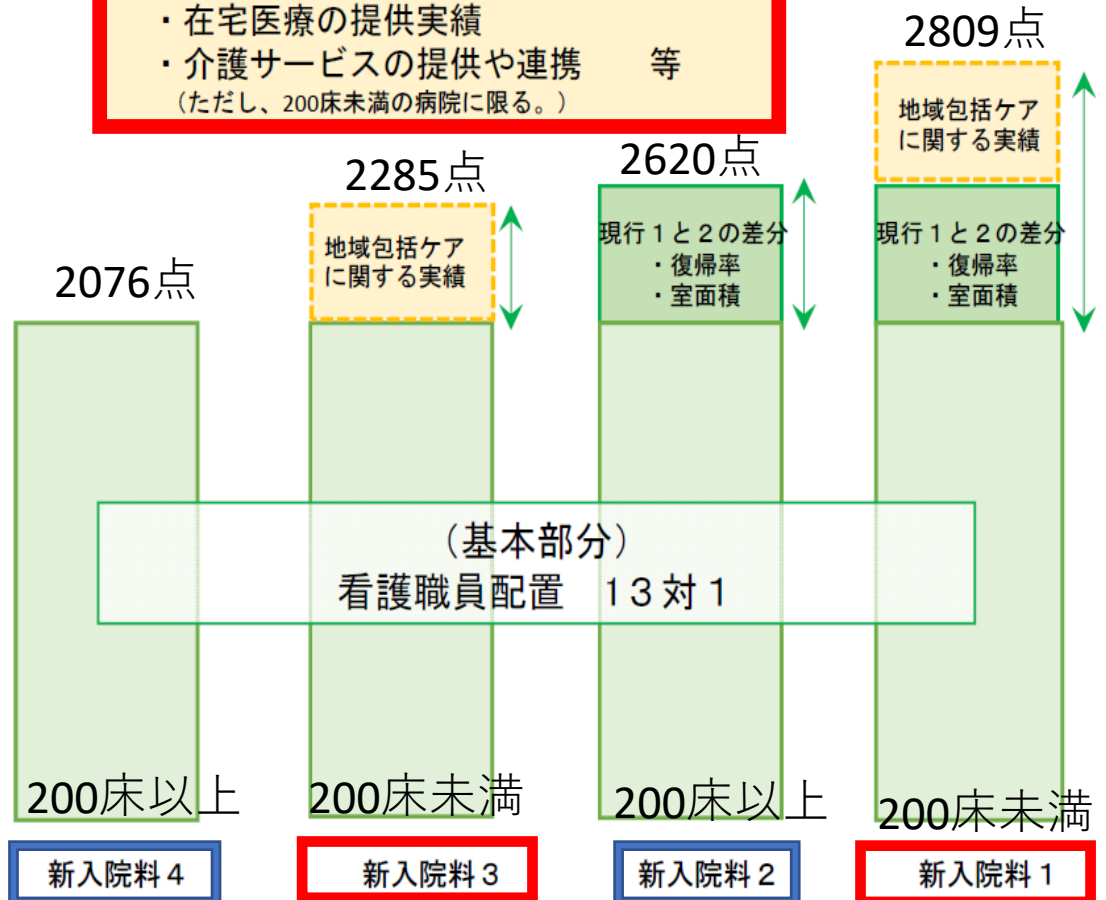 ・在宅医療の提供実績
・介護サービスの提供や連携　　等
（ただし、200床未満の病院に限る。）
2809点
地域包括ケア
に関する実績
2620点
2285点
現行１と２の差分
・復帰率
・室面積
現行１と２の差分
・復帰率
・室面積
地域包括ケア
に関する実績
2076点
（基本部分）
看護職員配置　１３対１
200床以上
200床未満
200床以上
200床未満
新入院料４
新入院料３
新入院料２
新入院料１